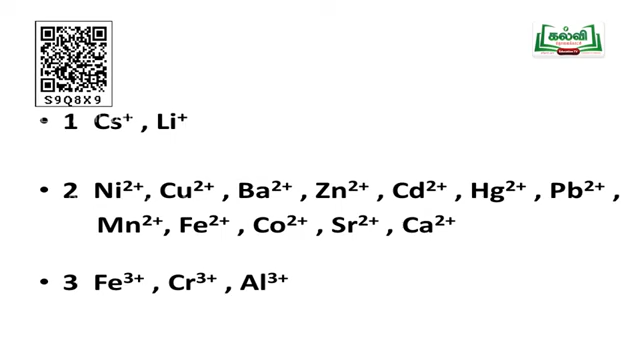 S9Q8X9
கல்வி
• 1 Cs⁺ , Li⁺
• 2 Ni²⁺, Cu²⁺ , Ba²⁺ , Zn²⁺ , Cd²⁺ , Hg²⁺ , Pb²⁺ ,
Mn²⁺, Fe²⁺ , Co²⁺ , Sr²⁺ , Ca²⁺
• 3 Fe³⁺ , Cr³⁺ , Al³⁺